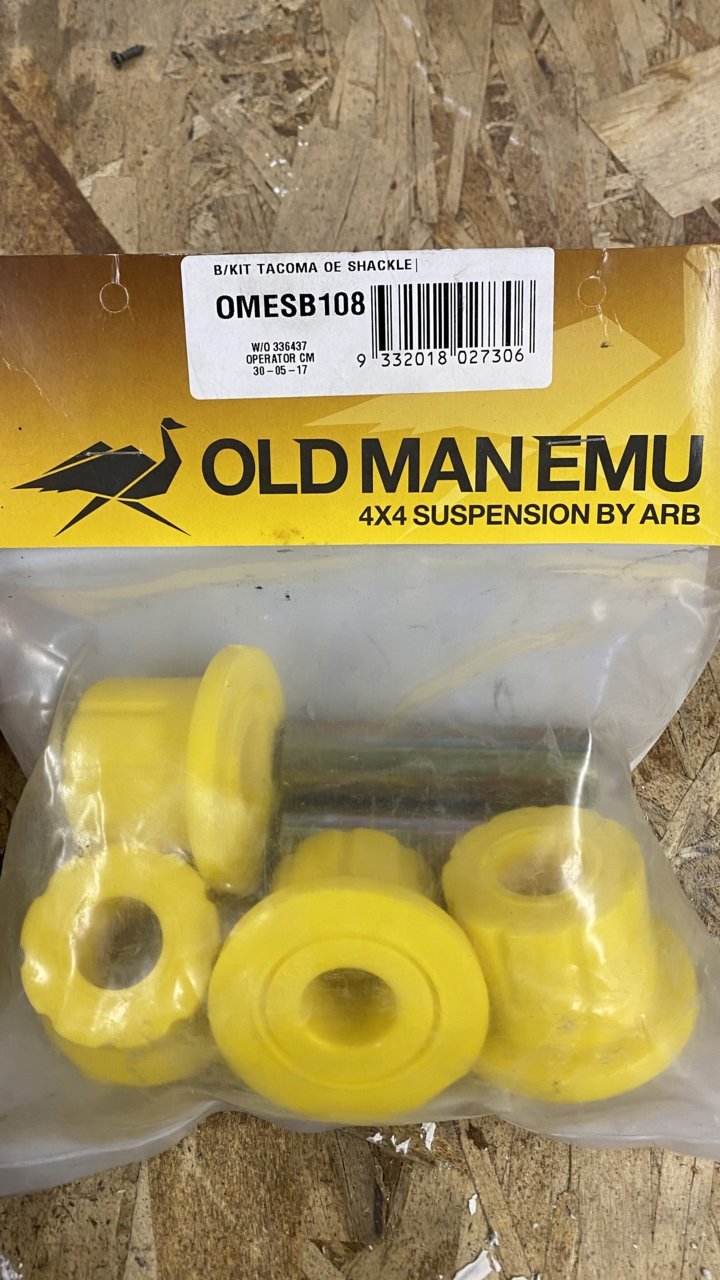 B/KIT TACOMA OE SHACKLE|
OMESB108
W/O 336437
OPERATOR CM
30-05-17
9 332018 027306
OLD MAN EMU
4X4 SUSPENSION BY ARB